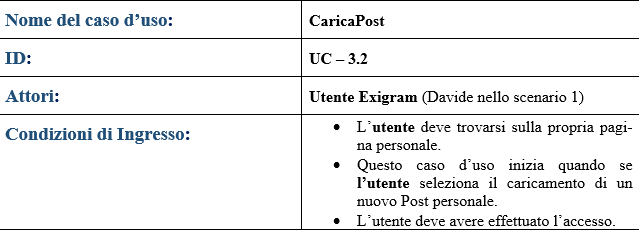 Nome del caso d'uso: CaricaPost
ID: UC – 3.2
Attori: Utente Exigram (Davide nello scenario 1)
Condizioni di Ingresso: • L'utente deve trovarsi sulla propria pagi-
na personale.
• Questo caso d'uso inizia quando se
l'utente seleziona il caricamento di un
nuovo Post personale.
• L'utente deve avere effettuato l'accesso.